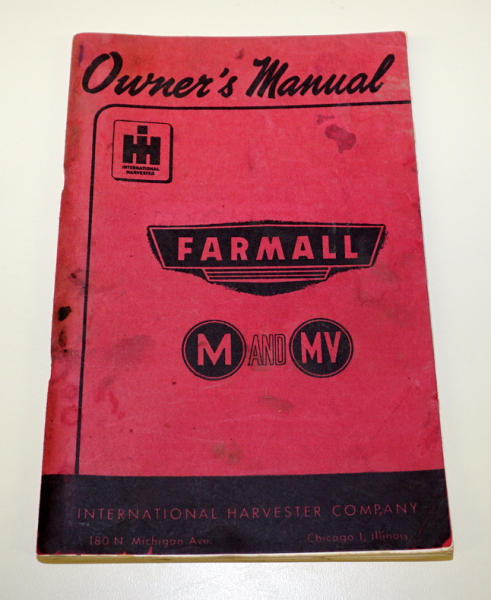 Owner's Manual
IH
INTERNATIONAL
HARVESTER
FARMALL
M AND MV
INTERNATIONAL HARVESTER COMPANY
180 N. Michigan Ave. Chicago 1, Illinois